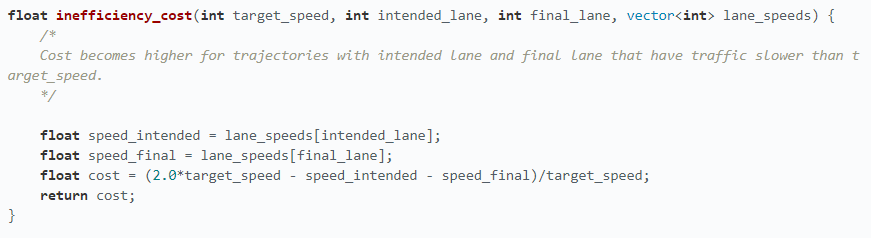 float inefficiency_cost(int target_speed, int intended_lane, int final_lane, vector<int> lane_speeds) {
    /*
    Cost becomes higher for trajectories with intended lane and final lane that have traffic slower than t
arget_speed.
    */

    float speed_intended = lane_speeds[intended_lane];
    float speed_final = lane_speeds[final_lane];
    float cost = (2.0*target_speed - speed_intended - speed_final)/target_speed;
    return cost;
}